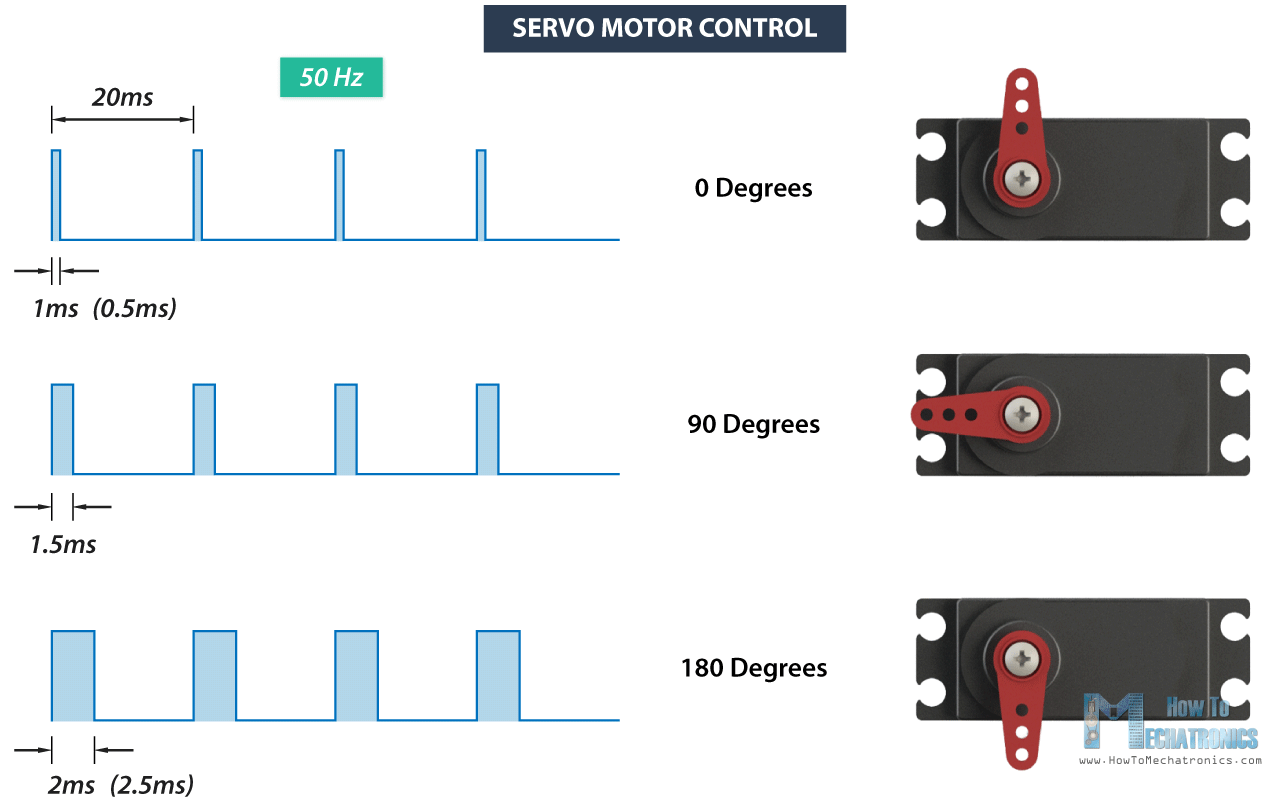 SERVO MOTOR CONTROL
50 Hz
20ms
0 Degrees
1ms (0.5ms)
90 Degrees
1.5ms
180 Degrees
2ms (2.5ms)
How To
MECHATRONICS
www.HowToMechatronics.com